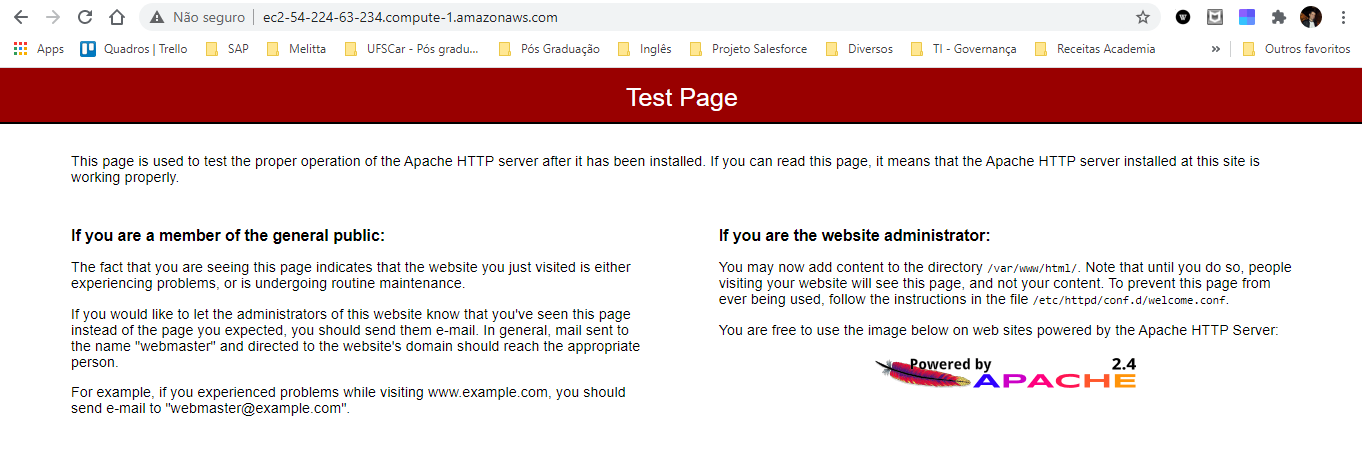 Não seguro | ec2-54-224-63-234.compute-1.amazonaws.com
Apps Quadros | Trello SAP Melitta UFSCar - Pós gradu... Pós Graduação Inglês Projeto Salesforce Diversos TI - Governança Receitas Academia » Outros favoritos
Test Page
This page is used to test the proper operation of the Apache HTTP server after it has been installed. If you can read this page, it means that the Apache HTTP server installed at this site is
working properly.
If you are a member of the general public:
The fact that you are seeing this page indicates that the website you just visited is either
experiencing problems, or is undergoing routine maintenance.
If you would like to let the administrators of this website know that you've seen this page
instead of the page you expected, you should send them e-mail. In general, mail sent to
the name "webmaster" and directed to the website's domain should reach the appropriate
person.
For example, if you experienced problems while visiting www.example.com, you should
send e-mail to "webmaster@example.com".
If you are the website administrator:
You may now add content to the directory /var/www/html/. Note that until you do so, people
visiting your website will see this page, and not your content. To prevent this page from
ever being used, follow the instructions in the file /etc/httpd/conf.d/welcome.conf.
You are free to use the image below on web sites powered by the Apache HTTP Server:
Powered by 2.4
APACHE